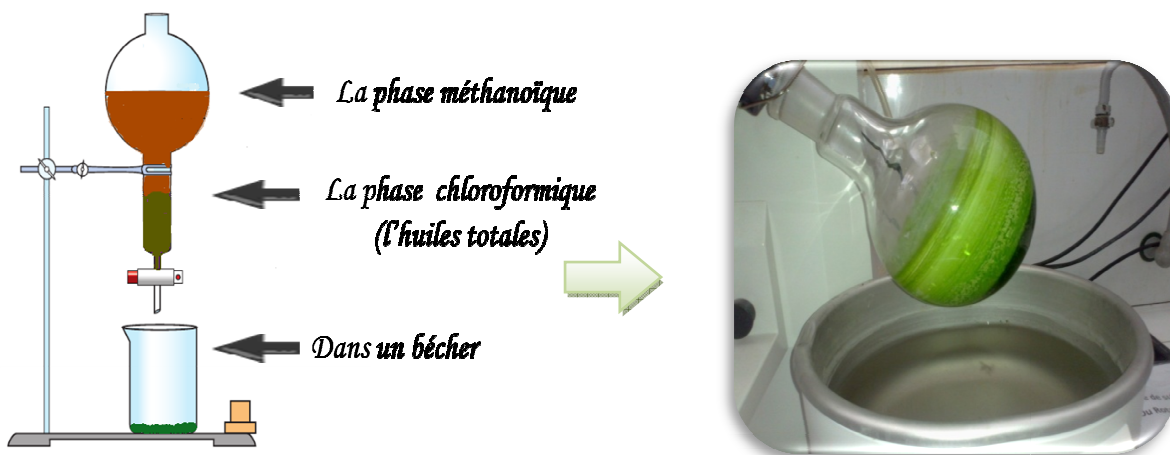 La phase méthanoïque
La phase chloroformique
(l'huiles totales)
Dans un bécher